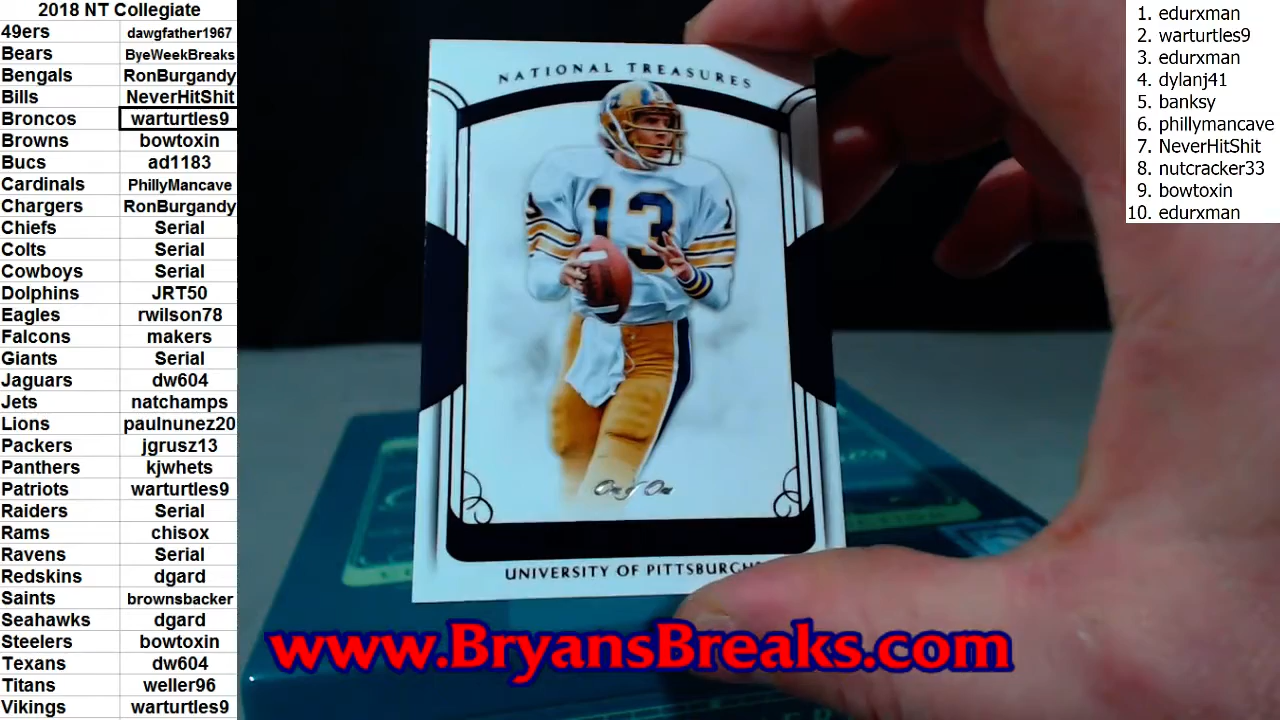 2018 NT Collegiate
49ers dawgfather1967
Bears ByeWeekBreaks
Bengals RonBurgandy
Bills NeverHitShit
Broncos warturtles9
Browns bowtoxin
Bucs ad1183
Cardinals PhillyMancave
Chargers RonBurgandy
Chiefs Serial
Colts Serial
Cowboys Serial
Dolphins JRT50
Eagles rwilson78
Falcons makers
Giants Serial
Jaguars dw604
Jets natchamps
Lions paulnunez20
Packers jgrusz13
Panthers kjwhets
Patriots warturtles9
Raiders Serial
Rams chisox
Ravens Serial
Redskins dgard
Saints brownsbacker
Seahawks dgard
Steelers bowtoxin
Texans dw604
Titans weller96
Vikings warturtles9
NATIONAL TREASURES
13
One of One
UNIVERSITY OF PITTSBURGH
www.BryansBreaks.com
1. edurxman
2. warturtles9
3. edurxman
4. dylanj41
5. banksy
6. phillymancave
7. NeverHitShit
8. nutcracker33
9. bowtoxin
10. edurxman